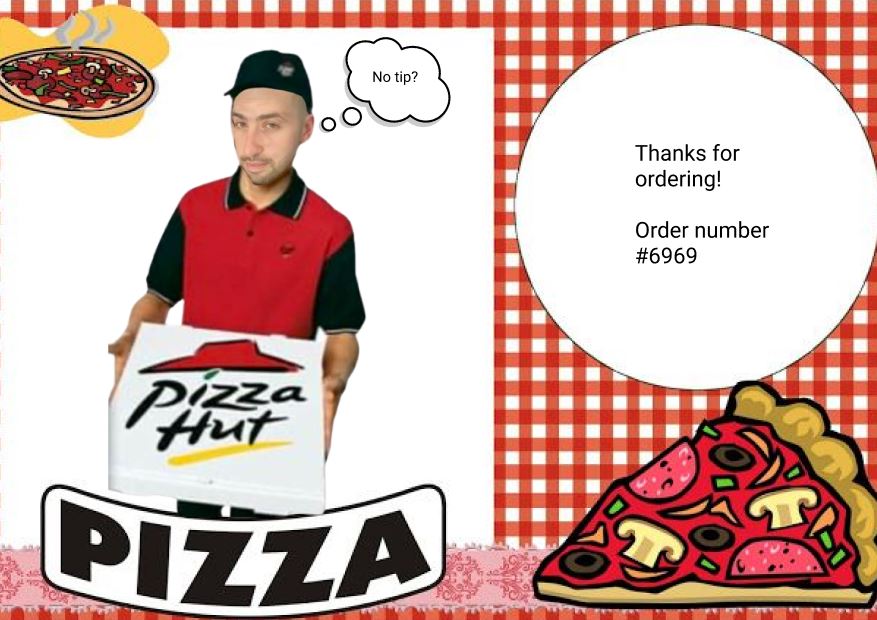 No tip?
Thanks for
ordering!
Order number
#6969
Pizza
Hut
PIZZA